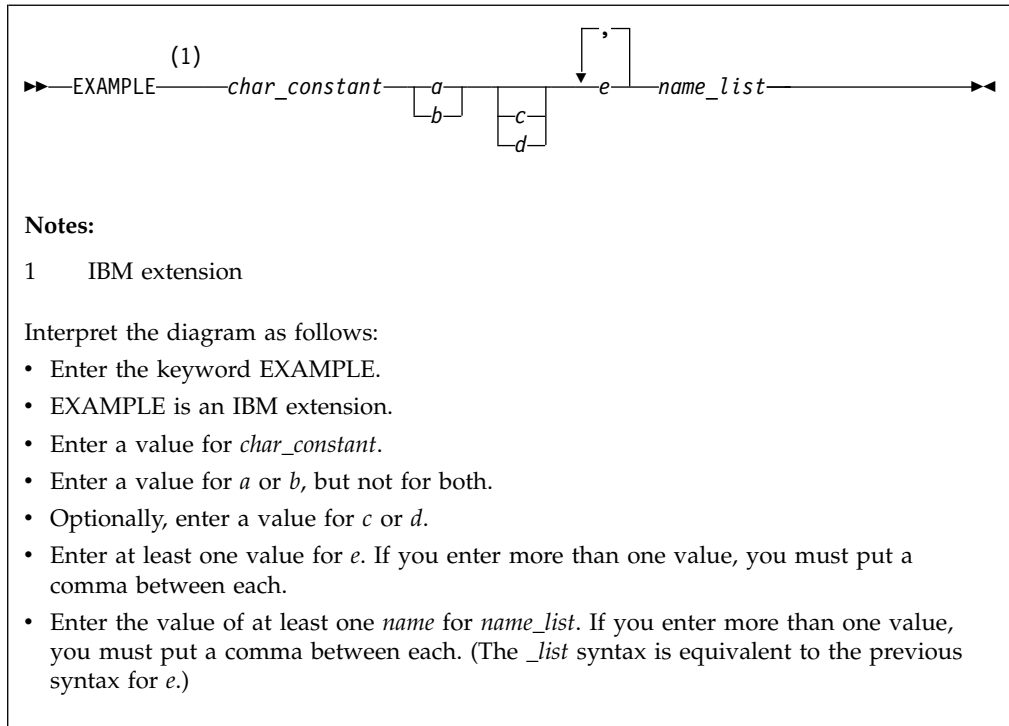 ,
(1)
EXAMPLE char_constant a e name_list
b c
d
Notes:
1 IBM extension
Interpret the diagram as follows:
• Enter the keyword EXAMPLE.
• EXAMPLE is an IBM extension.
• Enter a value for char_constant.
• Enter a value for a or b, but not for both.
• Optionally, enter a value for c or d.
• Enter at least one value for e. If you enter more than one value, you must put a
comma between each.
• Enter the value of at least one name for name_list. If you enter more than one value,
you must put a comma between each. (The _list syntax is equivalent to the previous
syntax for e.)